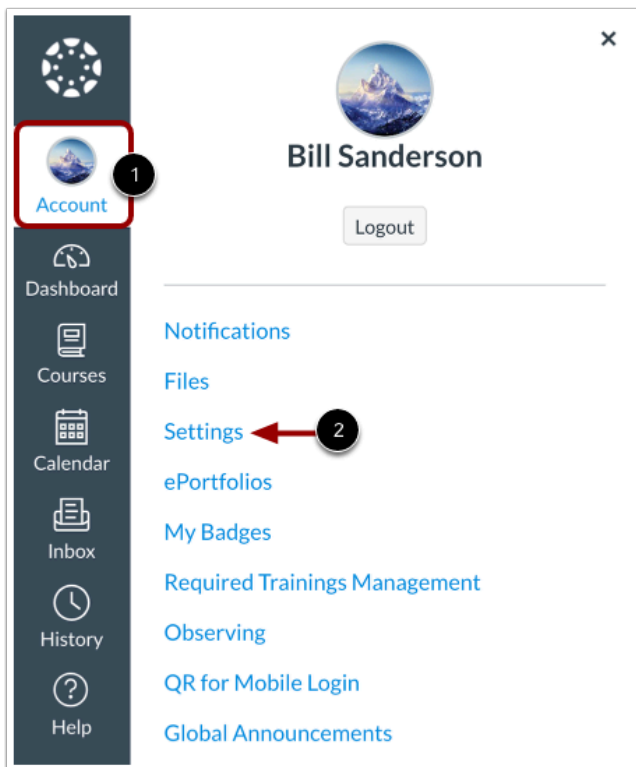 ×
1
Account
Dashboard
Courses
Calendar
Inbox
History
Help
Bill Sanderson
Logout
Notifications
Files
Settings 2
ePortfolios
My Badges
Required Trainings Management
Observing
QR for Mobile Login
Global Announcements